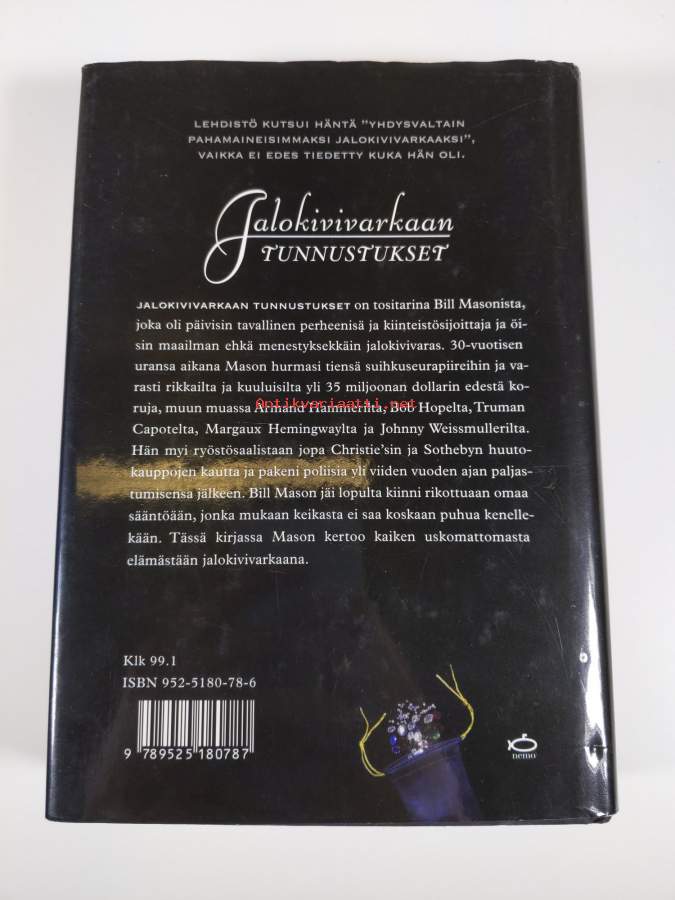 LEHDISTÖ KUTSUI HÄNTÄ "YHDYSVALTAIN
PAHAMAINEISIMMAKSI JALOKIVIVARKAAKSI",
VAIKKA EI EDES TIEDETTY KUKA HÄN OLI.
Jalokivivarkaan
TUNNUSTUKSET
JALOKIVIVARKAAN TUNNUSTUKSET on tositarina Bill Masonista,
joka oli päivisin tavallinen perheenisä ja kiinteistösijoittaja ja öi-
sin maailman ehkä menestyksekkäin jalokivivaras. 30-vuotisen
uransa aikana Mason hurmasi tiensä suihkuseurapiireihin ja va-
rasti rikkailta ja kuuluisilta yli 35 miljoonan dollarin edestä ko-
Antikvariaatti.net
ruja, muun muassa Armand Hammerilta, Bob Hopelta, Truman
Capotelta, Margaux Hemingwaylta ja Johnny Weissmullerilta.
Hän myi ryöstösaalistaan jopa Christie'sin ja Sothebyn huuto-
kauppojen kautta ja pakeni poliisia yli viiden vuoden ajan paljas-
tumisensa jälkeen. Bill Mason jäi lopulta kiinni rikottuaan omaa
sääntöään, jonka mukaan keikasta ei saa koskaan puhua kenelle-
kään. Tässä kirjassa Mason kertoo kaiken uskomattomasta
elämästään jalokivivarkaana.
Klk 99.1
ISBN 952-5180-78-6
9 789525 180787
nemo